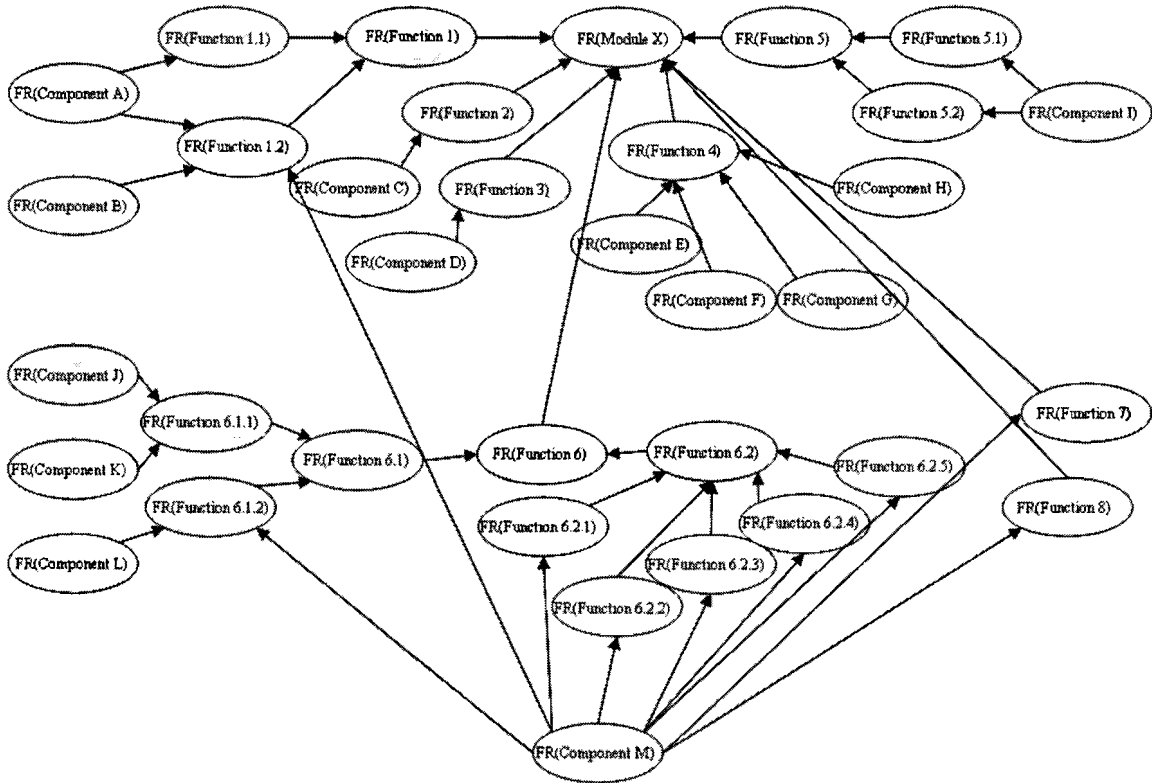 FR(Function 1.1)
FR(Function 1)
FR(Module X)
FR(Function 5)
FR(Function 5.1)
FR(Component A)
FR(Function 2)
FR(Function 5.2)
FR(Component I)
FR(Function 1.2)
FR(Function 4)
FR(Component C)
FR(Function 3)
FR(Component H)
FR(Component B)
FR(Component E)
FR(Component D)
FR(Component F)
FR(Component G)
FR(Component J)
FR(Function 7)
FR(Function 6.1.1)
FR(Function 6.1)
FR(Function 6)
FR(Function 6.2)
FR(Function 6.2.5)
FR(Component K)
FR(Function 6.1.2)
FR(Function 8)
FR(Function 6.2.1)
FR(Function 6.2.4)
FR(Component L)
FR(Function 6.2.3)
FR(Function 6.2.2)
FR(Component M)